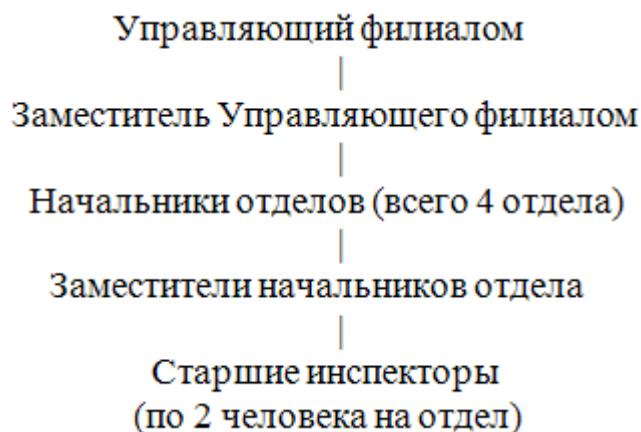 Управляющий филиалом
Заместитель Управляющего филиалом
Начальники отделов (всего 4 отдела)
Заместители начальников отдела
Старшие инспекторы
(по 2 человека на отдел)